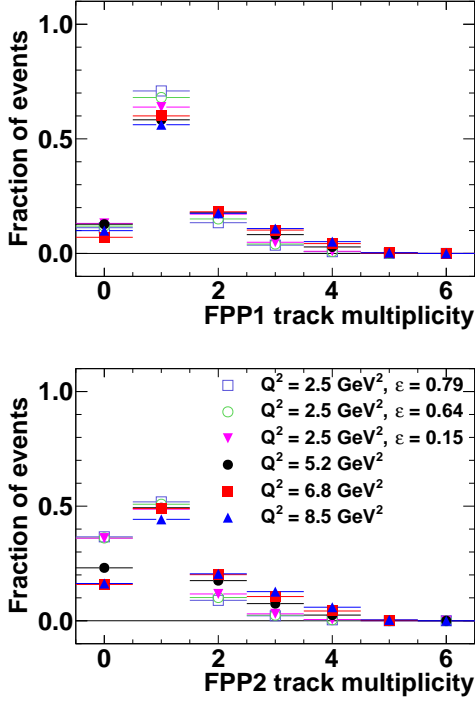 Fraction of events
1.0
0.5
0.0
0 2 4 6
FPP1 track multiplicity
Fraction of events
1.0
0.5
0.0
Q² = 2.5 GeV², ε = 0.79
Q² = 2.5 GeV², ε = 0.64
Q² = 2.5 GeV², ε = 0.15
Q² = 5.2 GeV²
Q² = 6.8 GeV²
Q² = 8.5 GeV²
0 2 4 6
FPP2 track multiplicity